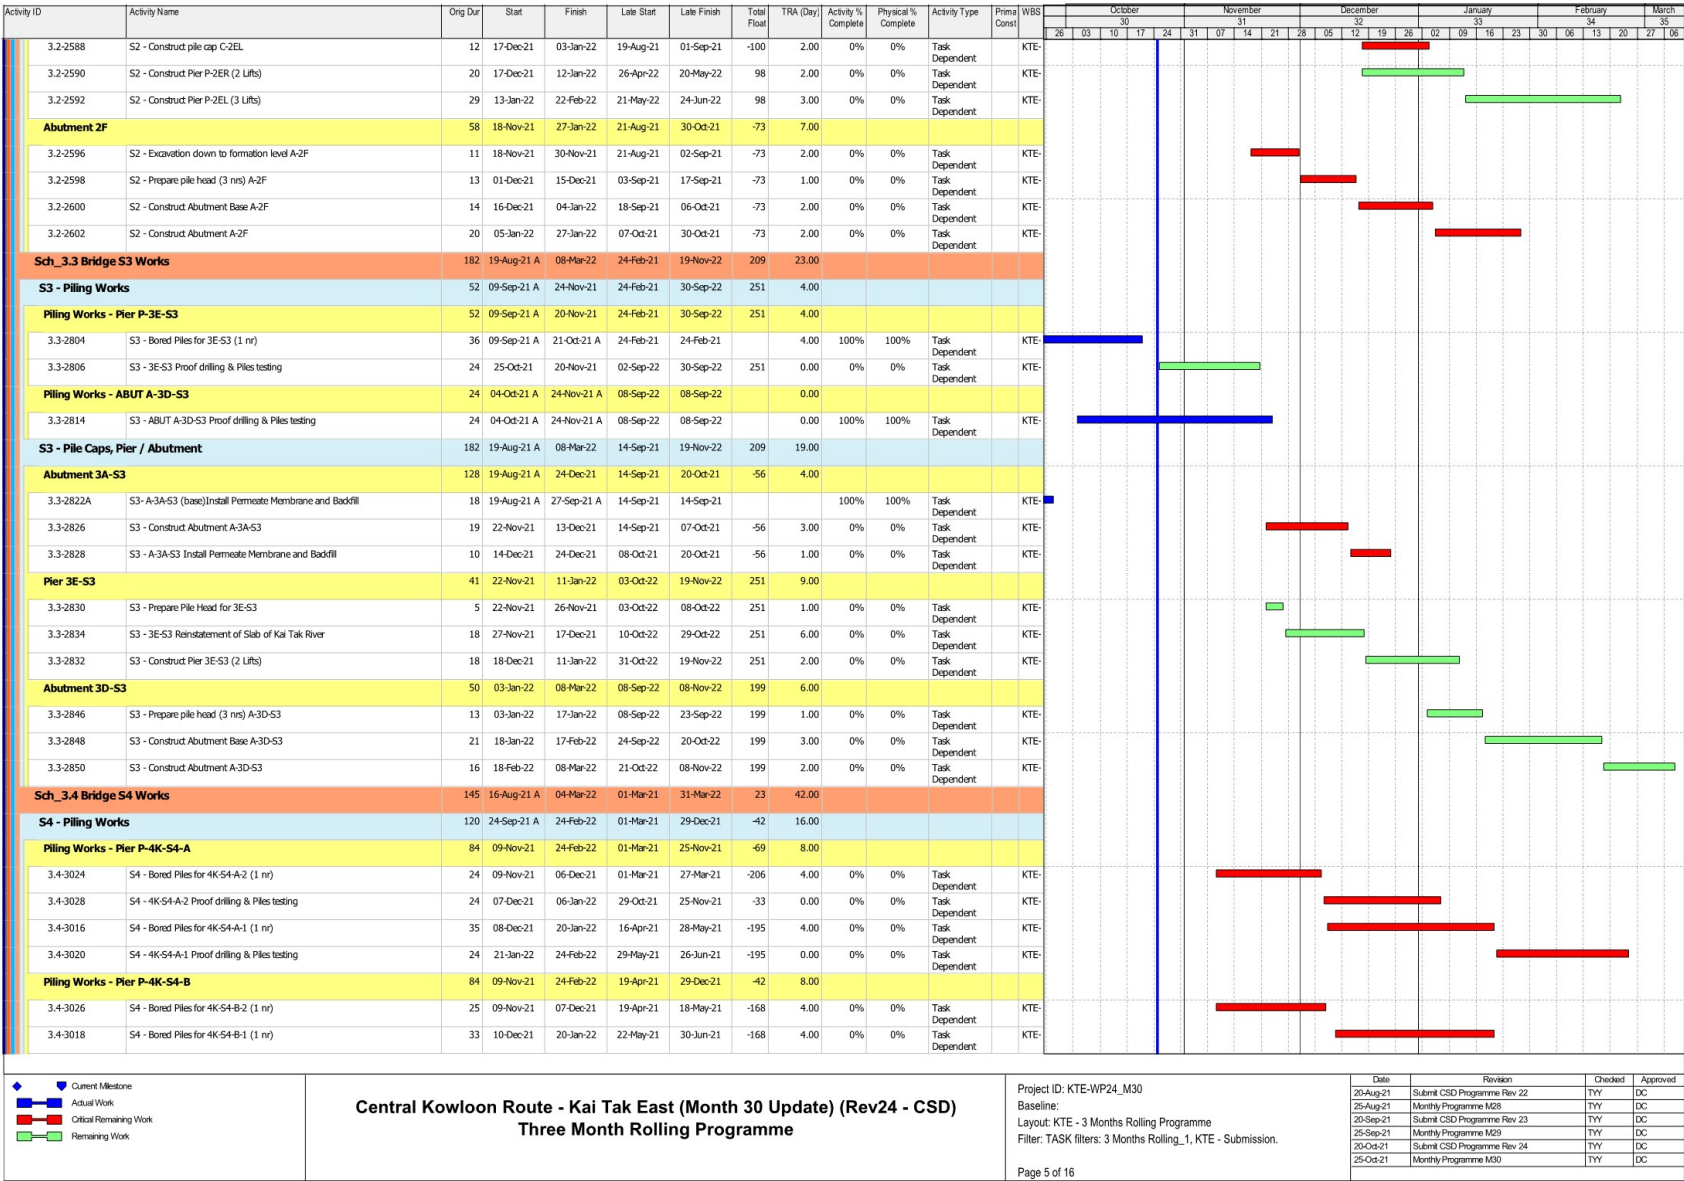 Activity ID Activity Name Orig Dur Start Finish Late Start Late Finish Total Float TRA (Day) Activity % Complete Physical % Complete Activity Type Prima Const WBS October November December January February March
30 31 32 33 34 35
26 03 10 17 24 31 07 14 21 28 05 12 19 26 02 09 16 23 30 06 13 20 27 06
3.2-2588 S2 - Construct pile cap C-2EL 12 17-Dec-21 03-Jan-22 19-Aug-21 01-Sep-21 -100 2.00 0% 0% Task Dependent KTE-
3.2-2590 S2 - Construct Pier P-2ER (2 Lifts) 20 17-Dec-21 12-Jan-22 26-Apr-22 20-May-22 98 2.00 0% 0% Task Dependent KTE-
3.2-2592 S2 - Construct Pier P-2EL (3 Lifts) 29 13-Jan-22 22-Feb-22 21-May-22 24-Jun-22 98 3.00 0% 0% Task Dependent KTE-
Abutment 2F 58 18-Nov-21 27-Jan-22 21-Aug-21 30-Oct-21 -73 7.00
3.2-2596 S2 - Excavation down to formation level A-2F 11 18-Nov-21 30-Nov-21 21-Aug-21 02-Sep-21 -73 2.00 0% 0% Task Dependent KTE-
3.2-2598 S2 - Prepare pile head (3 nrs) A-2F 13 01-Dec-21 15-Dec-21 03-Sep-21 17-Sep-21 -73 1.00 0% 0% Task Dependent KTE-
3.2-2600 S2 - Construct Abutment Base A-2F 14 16-Dec-21 04-Jan-22 18-Sep-21 06-Oct-21 -73 2.00 0% 0% Task Dependent KTE-
3.2-2602 S2 - Construct Abutment A-2F 20 05-Jan-22 27-Jan-22 07-Oct-21 30-Oct-21 -73 2.00 0% 0% Task Dependent KTE-
Sch_3.3 Bridge S3 Works 182 19-Aug-21 A 08-Mar-22 24-Feb-21 19-Nov-22 209 23.00
S3 - Piling Works 52 09-Sep-21 A 24-Nov-21 24-Feb-21 30-Sep-22 251 4.00
Piling Works - Pier P-3E-S3 52 09-Sep-21 A 20-Nov-21 24-Feb-21 30-Sep-22 251 4.00
3.3-2804 S3 - Bored Piles for 3E-S3 (1 nr) 36 09-Sep-21 A 21-Oct-21 A 24-Feb-21 24-Feb-21 4.00 100% 100% Task Dependent KTE-
3.3-2806 S3 - 3E-S3 Proof drilling & Piles testing 24 25-Oct-21 20-Nov-21 02-Sep-22 30-Sep-22 251 0.00 0% 0% Task Dependent KTE-
Piling Works - ABUT A-3D-S3 24 04-Oct-21 A 24-Nov-21 A 08-Sep-22 08-Sep-22 0.00
3.3-2814 S3 - ABUT A-3D-S3 Proof drilling & Piles testing 24 04-Oct-21 A 24-Nov-21 A 08-Sep-22 08-Sep-22 0.00 100% 100% Task Dependent KTE-
S3 - Pile Caps, Pier / Abutment 182 19-Aug-21 A 08-Mar-22 14-Sep-21 19-Nov-22 209 19.00
Abutment 3A-S3 128 19-Aug-21 A 24-Dec-21 14-Sep-21 20-Oct-21 -56 4.00
3.3-2822A S3- A-3A-S3 (base)Install Permeate Membrane and Backfill 18 19-Aug-21 A 27-Sep-21 A 14-Sep-21 14-Sep-21 100% 100% Task Dependent KTE-
3.3-2826 S3 - Construct Abutment A-3A-S3 19 22-Nov-21 13-Dec-21 14-Sep-21 07-Oct-21 -56 3.00 0% 0% Task Dependent KTE-
3.3-2828 S3 - A-3A-S3 Install Permeate Membrane and Backfill 10 14-Dec-21 24-Dec-21 08-Oct-21 20-Oct-21 -56 1.00 0% 0% Task Dependent KTE-
Pier 3E-S3 41 22-Nov-21 11-Jan-22 03-Oct-22 19-Nov-22 251 9.00
3.3-2830 S3 - Prepare Pile Head for 3E-S3 5 22-Nov-21 26-Nov-21 03-Oct-22 08-Oct-22 251 1.00 0% 0% Task Dependent KTE-
3.3-2834 S3 - 3E-S3 Reinstatement of Slab of Kai Tak River 18 27-Nov-21 17-Dec-21 10-Oct-22 29-Oct-22 251 6.00 0% 0% Task Dependent KTE-
3.3-2832 S3 - Construct Pier 3E-S3 (2 Lifts) 18 18-Dec-21 11-Jan-22 31-Oct-22 19-Nov-22 251 2.00 0% 0% Task Dependent KTE-
Abutment 3D-S3 50 03-Jan-22 08-Mar-22 08-Sep-22 08-Nov-22 199 6.00
3.3-2846 S3 - Prepare pile head (3 nrs) A-3D-S3 13 03-Jan-22 17-Jan-22 08-Sep-22 23-Sep-22 199 1.00 0% 0% Task Dependent KTE-
3.3-2848 S3 - Construct Abutment Base A-3D-S3 21 18-Jan-22 17-Feb-22 24-Sep-22 20-Oct-22 199 3.00 0% 0% Task Dependent KTE-
3.3-2850 S3 - Construct Abutment A-3D-S3 16 18-Feb-22 08-Mar-22 21-Oct-22 08-Nov-22 199 2.00 0% 0% Task Dependent KTE-
Sch_3.4 Bridge S4 Works 145 16-Aug-21 A 04-Mar-22 01-Mar-21 31-Mar-22 23 42.00
S4 - Piling Works 120 24-Sep-21 A 24-Feb-22 01-Mar-21 29-Dec-21 -42 16.00
Piling Works - Pier P-4K-S4-A 84 09-Nov-21 24-Feb-22 01-Mar-21 25-Nov-21 -69 8.00
3.4-3024 S4 - Bored Piles for 4K-S4-A-2 (1 nr) 24 09-Nov-21 06-Dec-21 01-Mar-21 27-Mar-21 -206 4.00 0% 0% Task Dependent KTE-
3.4-3028 S4 - 4K-S4-A-2 Proof drilling & Piles testing 24 07-Dec-21 06-Jan-22 29-Oct-21 25-Nov-21 -33 0.00 0% 0% Task Dependent KTE-
3.4-3016 S4 - Bored Piles for 4K-S4-A-1 (1 nr) 35 08-Dec-21 20-Jan-22 16-Apr-21 28-May-21 -195 4.00 0% 0% Task Dependent KTE-
3.4-3020 S4 - 4K-S4-A-1 Proof drilling & Piles testing 24 21-Jan-22 24-Feb-22 29-May-21 26-Jun-21 -195 0.00 0% 0% Task Dependent KTE-
Piling Works - Pier P-4K-S4-B 84 09-Nov-21 24-Feb-22 19-Apr-21 29-Dec-21 -42 8.00
3.4-3026 S4 - Bored Piles for 4K-S4-B-2 (1 nr) 25 09-Nov-21 07-Dec-21 19-Apr-21 18-May-21 -168 4.00 0% 0% Task Dependent KTE-
3.4-3018 S4 - Bored Piles for 4K-S4-B-1 (1 nr) 33 10-Dec-21 20-Jan-22 22-May-21 30-Jun-21 -168 4.00 0% 0% Task Dependent KTE-
Current Milestone
Actual Work
Critical Remaining Work
Remaining Work
Central Kowloon Route - Kai Tak East (Month 30 Update) (Rev24 - CSD)
Three Month Rolling Programme
Project ID: KTE-WP24_M30
Baseline:
Layout: KTE - 3 Months Rolling Programme
Filter: TASK filters: 3 Months Rolling_1, KTE - Submission.
Page 5 of 16
Date Revision Checked Approved
20-Aug-21 Submit CSD Programme Rev 22 TYY DC
25-Aug-21 Monthly Programme M28 TYY DC
20-Sep-21 Submit CSD Programme Rev 23 TYY DC
25-Sep-21 Monthly Programme M29 TYY DC
20-Oct-21 Submit CSD Programme Rev 24 TYY DC
25-Oct-21 Monthly Programme M30 TYY DC